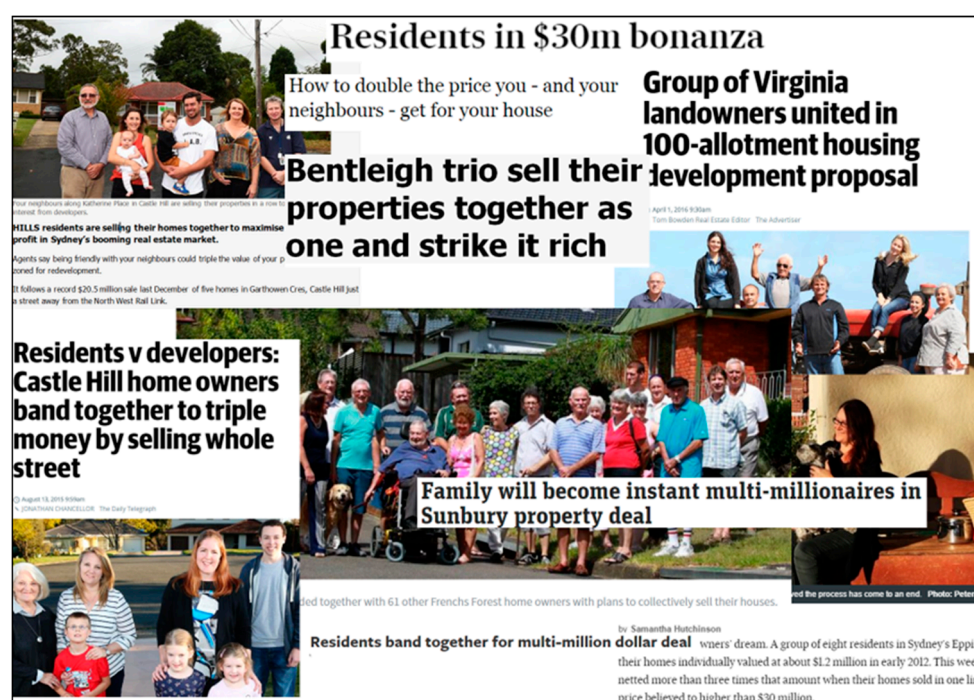 Residents in $30m bonanza
How to double the price you - and your
neighbours - get for your house
Group of Virginia
landowners united in
100-allotment housing
development proposal
April 1, 2016 9:30am
Tom Bowden Real Estate Editor The Advertiser
Bentleigh trio sell their
properties together as
one and strike it rich
Four neighbours along Katherine Place in Castle Hill are selling their properties in a row to
interest from developers.
HILLS residents are selling their homes together to maximise
profit in Sydney's booming real estate market.
Agents say being friendly with your neighbours could triple the value of your p
zoned for redevelopment.
It follows a record $20.5 million sale last December of five homes in Garthowen Cres, Castle Hill just
a street away from the North West Rail Link.
Residents v developers:
Castle Hill home owners
band together to triple
money by selling whole
street
August 13, 2015 9:59am
JONATHAN CHANCELLOR The Daily Telegraph
Family will become instant multi-millionaires in
Sunbury property deal
ved the process has come to an end. Photo: Peter
ded together with 61 other Frenchs Forest home owners with plans to collectively sell their houses.
Residents band together for multi-million dollar deal
by Samantha Hutchinson
wners' dream. A group of eight residents in Sydney's Eppi
their homes individually valued at about $1.2 million in early 2012. This wee
netted more than three times that amount when their homes sold in one li
price believed to higher than $30 million.